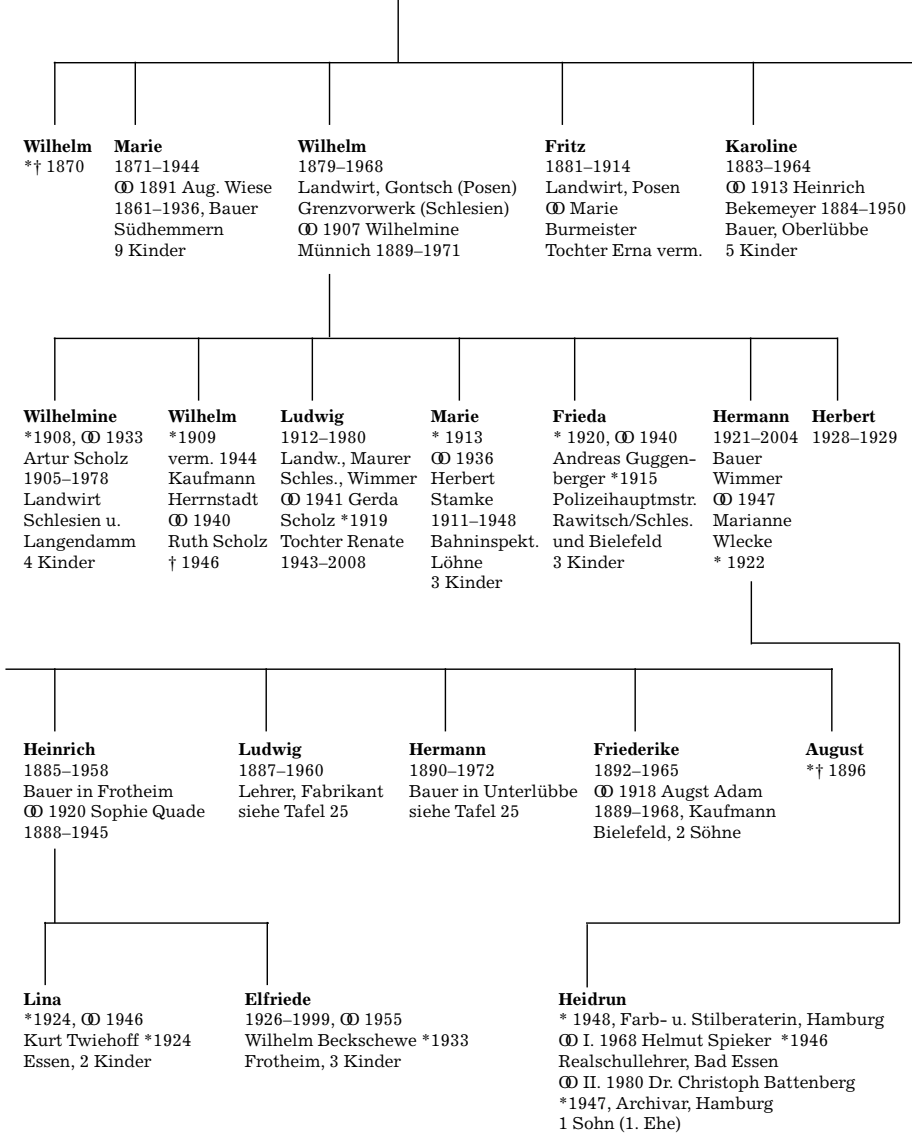 Wilhelm
*† 1870
Marie
1871–1944
⚭ 1891 Aug. Wiese
1861–1936, Bauer
Südhemmern
9 Kinder
Wilhelm
1879–1968
Landwirt, Gontsch (Posen)
Grenzvorwerk (Schlesien)
⚭ 1907 Wilhelmine
Münnich 1889–1971
Fritz
1881–1914
Landwirt, Posen
⚭ Marie
Burmeister
Tochter Erna verm.
Karoline
1883–1964
⚭ 1913 Heinrich
Bekemeyer 1884–1950
Bauer, Oberlübbe
5 Kinder
Wilhelmine
*1908, ⚭ 1933
Artur Scholz
1905–1978
Landwirt
Schlesien u.
Langendamm
4 Kinder
Wilhelm
*1909
verm. 1944
Kaufmann
Herrnstadt
⚭ 1940
Ruth Scholz
† 1946
Ludwig
1912–1980
Landw., Maurer
Schles., Wimmer
⚭ 1941 Gerda
Scholz *1919
Tochter Renate
1943–2008
Marie
* 1913
⚭ 1936
Herbert
Stamke
1911–1948
Bahninspekt.
Löhne
3 Kinder
Frieda
* 1920, ⚭ 1940
Andreas Guggen-
berger *1915
Polizeihauptmstr.
Rawitsch/Schles.
und Bielefeld
3 Kinder
Hermann
1921–2004
Bauer
Wimmer
⚭ 1947
Marianne
Wlecke
* 1922
Herbert
1928–1929
Heinrich
1885–1958
Bauer in Frotheim
⚭ 1920 Sophie Quade
1888–1945
Ludwig
1887–1960
Lehrer, Fabrikant
siehe Tafel 25
Hermann
1890–1972
Bauer in Unterlübbe
siehe Tafel 25
Friederike
1892–1965
⚭ 1918 Augst Adam
1889–1968, Kaufmann
Bielefeld, 2 Söhne
August
*† 1896
Lina
*1924, ⚭ 1946
Kurt Twiehoff *1924
Essen, 2 Kinder
Elfriede
1926–1999, ⚭ 1955
Wilhelm Beckschewe *1933
Frotheim, 3 Kinder
Heidrun
* 1948, Farb- u. Stilberaterin, Hamburg
⚭ I. 1968 Helmut Spieker *1946
Realschullehrer, Bad Essen
⚭ II. 1980 Dr. Christoph Battenberg
*1947, Archivar, Hamburg
1 Sohn (1. Ehe)